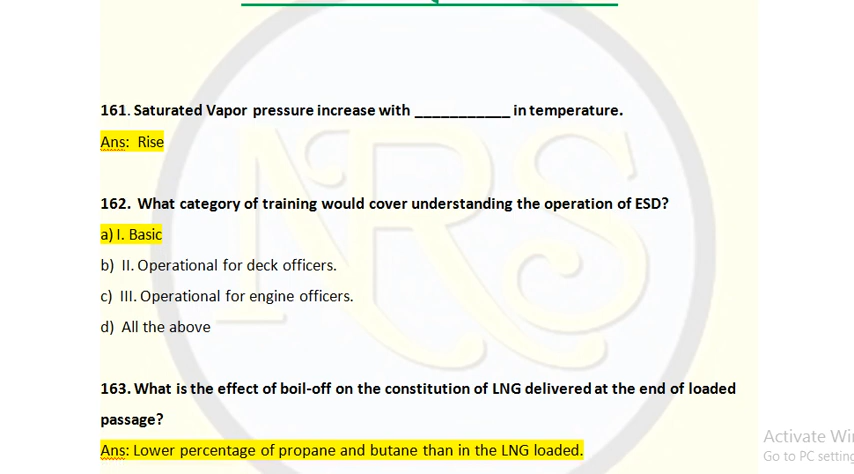 161. Saturated Vapor pressure increase with ___________ in temperature.
Ans: Rise
162. What category of training would cover understanding the operation of ESD?
a) I. Basic
b) II. Operational for deck officers.
c) III. Operational for engine officers.
d) All the above
163. What is the effect of boil-off on the constitution of LNG delivered at the end of loaded
passage?
Ans: Lower percentage of propane and butane than in the LNG loaded.
NRS
Activate Wi
Go to PC setting